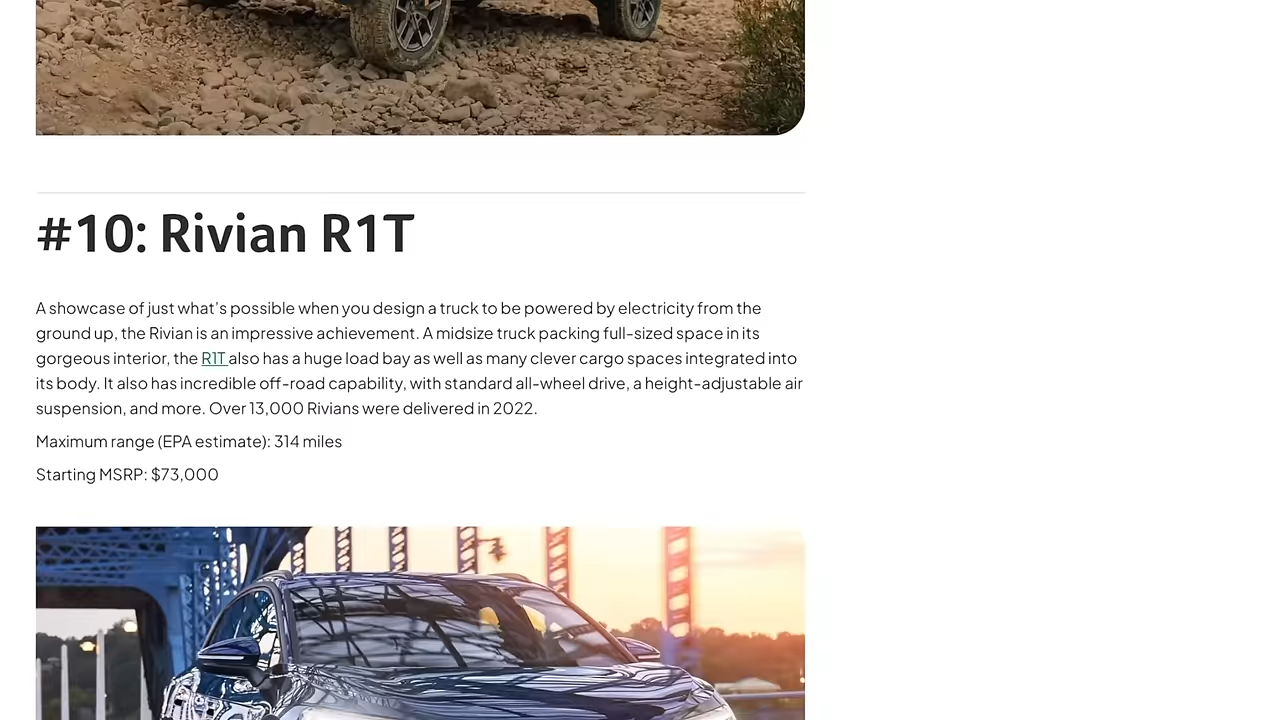 #10: Rivian R1T
A showcase of just what's possible when you design a truck to be powered by electricity from the
ground up, the Rivian is an impressive achievement. A midsize truck packing full-sized space in its
gorgeous interior, the R1T also has a huge load bay as well as many clever cargo spaces integrated into
its body. It also has incredible off-road capability, with standard all-wheel drive, a height-adjustable air
suspension, and more. Over 13,000 Rivians were delivered in 2022.
Maximum range (EPA estimate): 314 miles
Starting MSRP: $73,000